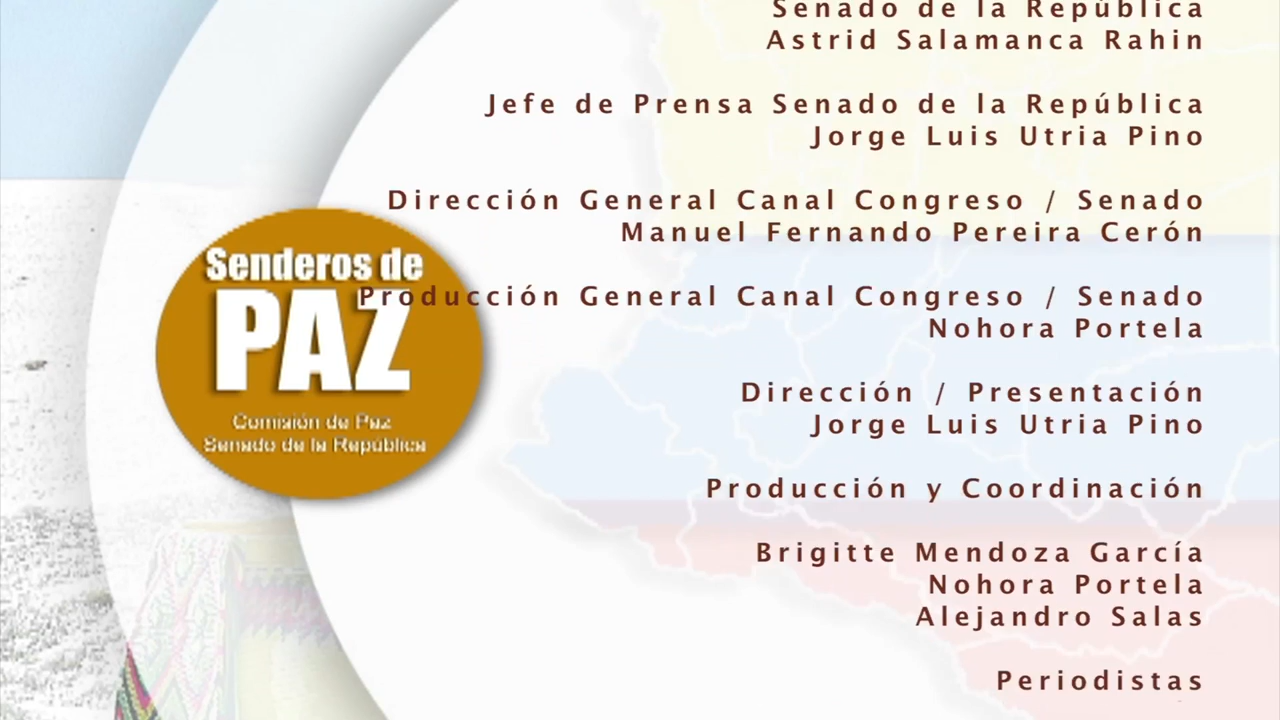 Senado de la República
Astrid Salamanca Rahin
Jefe de Prensa Senado de la República
Jorge Luis Utria Pino
Dirección General Canal Congreso / Senado
Manuel Fernando Pereira Cerón
Producción General Canal Congreso / Senado
Nohora Portela
Dirección / Presentación
Jorge Luis Utria Pino
Producción y Coordinación
Brigitte Mendoza García
Nohora Portela
Alejandro Salas
Periodistas
Senderos de
PAZ
Comisión de Paz
Senado de la República